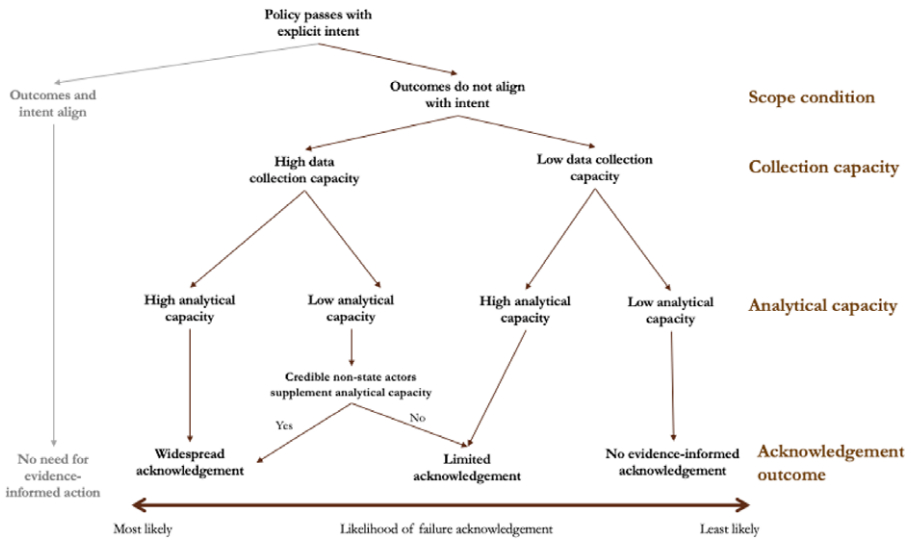 Policy passes with
explicit intent
Outcomes and
intent align
Outcomes do not align
with intent
Scope condition
High data
collection capacity
Low data collection
capacity
Collection capacity
High analytical
capacity
Low analytical
capacity
High analytical
capacity
Low analytical
capacity
Analytical capacity
Credible non-state actors
supplement analytical capacity
Yes
No
No need for
evidence-
informed action
Widespread
acknowledgement
Limited
acknowledgement
No evidence-informed
acknowledgement
Acknowledgement
outcome
Most likely
Likelihood of failure acknowledgement
Least likely